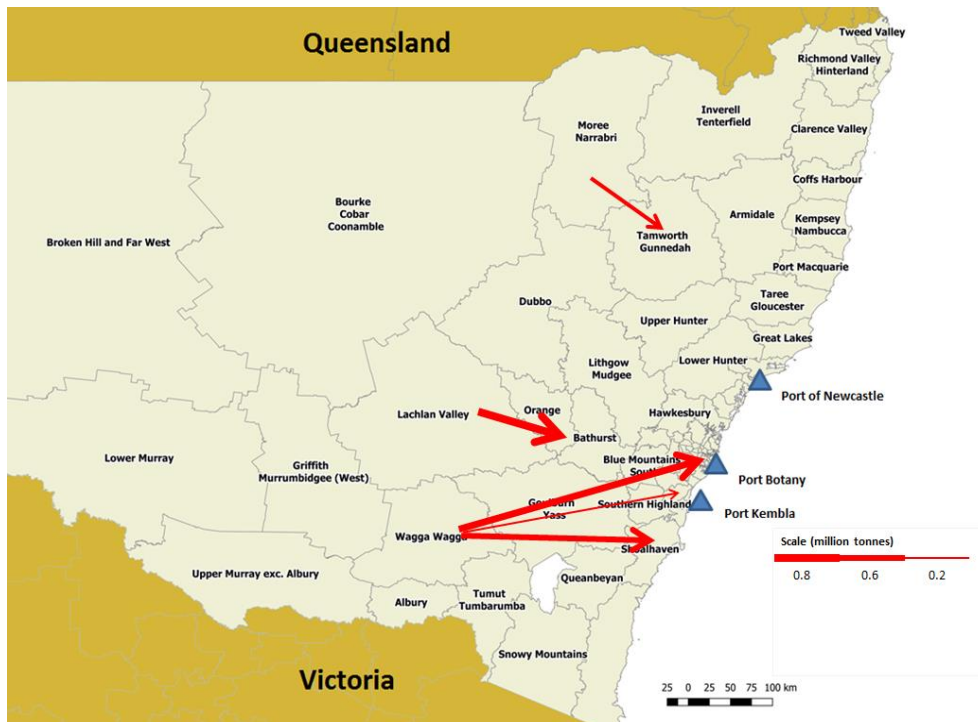 Queensland
Tweed Valley
Richmond Valley
Hinterland
Inverell
Tenterfield
Moree
Narrabri
Clarence Valley
Coffs Harbour
Bourke
Cobar
Coonamble
Armidale
Kempsey
Nambucca
Broken Hill and Far West
Tamworth
Gunnedah
Port Macquarie
Dubbo
Taree
Gloucester
Upper Hunter
Great Lakes
Lithgow
Mudgee
Lower Hunter
Port of Newcastle
Lachlan Valley
Orange
Hawkesbury
Bathurst
Lower Murray
Griffith
Murrumbidgee (West)
Blue Mountains
South
Port Botany
Goulburn
Yass
Southern Highland
Port Kembla
Wagga Wagga
Shoalhaven
Scale (million tonnes)
0.8 0.6 0.2
Upper Murray exc. Albury
Queanbeyan
Albury
Tumut
Tumbarumba
Snowy Mountains
Victoria
25 0 25 50 75 100 km